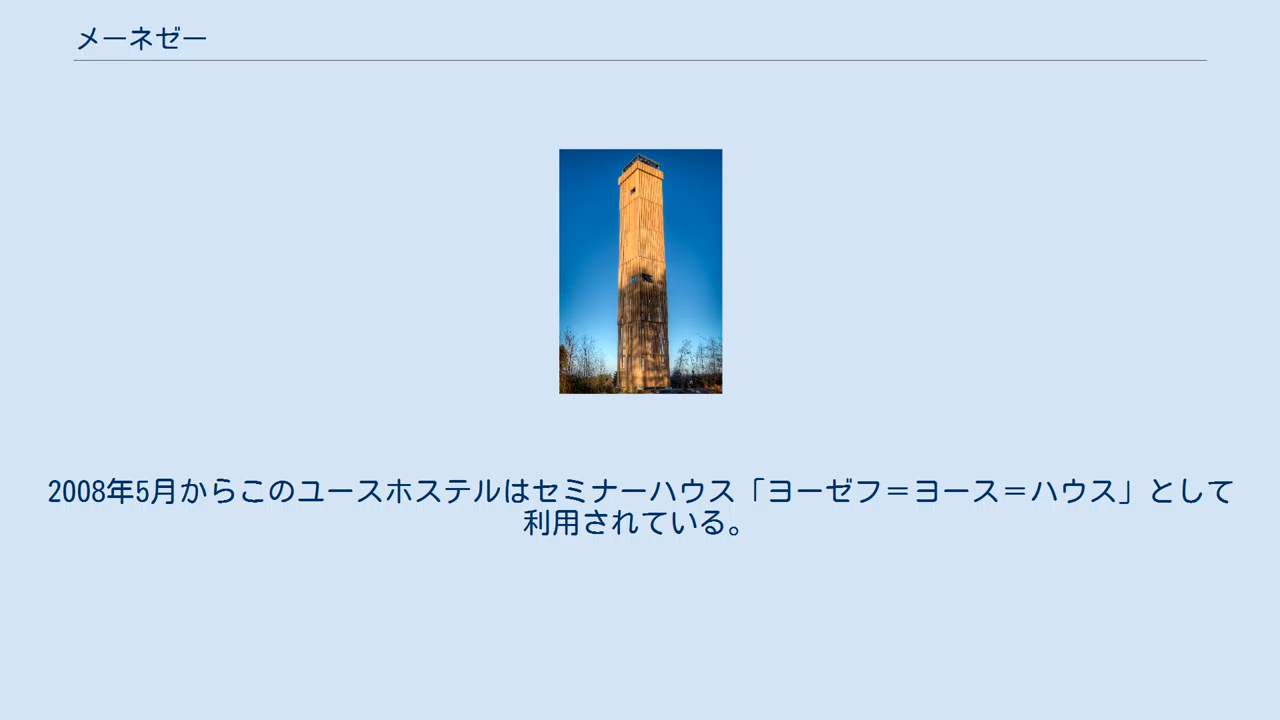 メーネゼー
2008年5月からこのユースホステルはセミナーハウス「ヨーゼフ＝ヨース＝ハウス」として
利用されている。